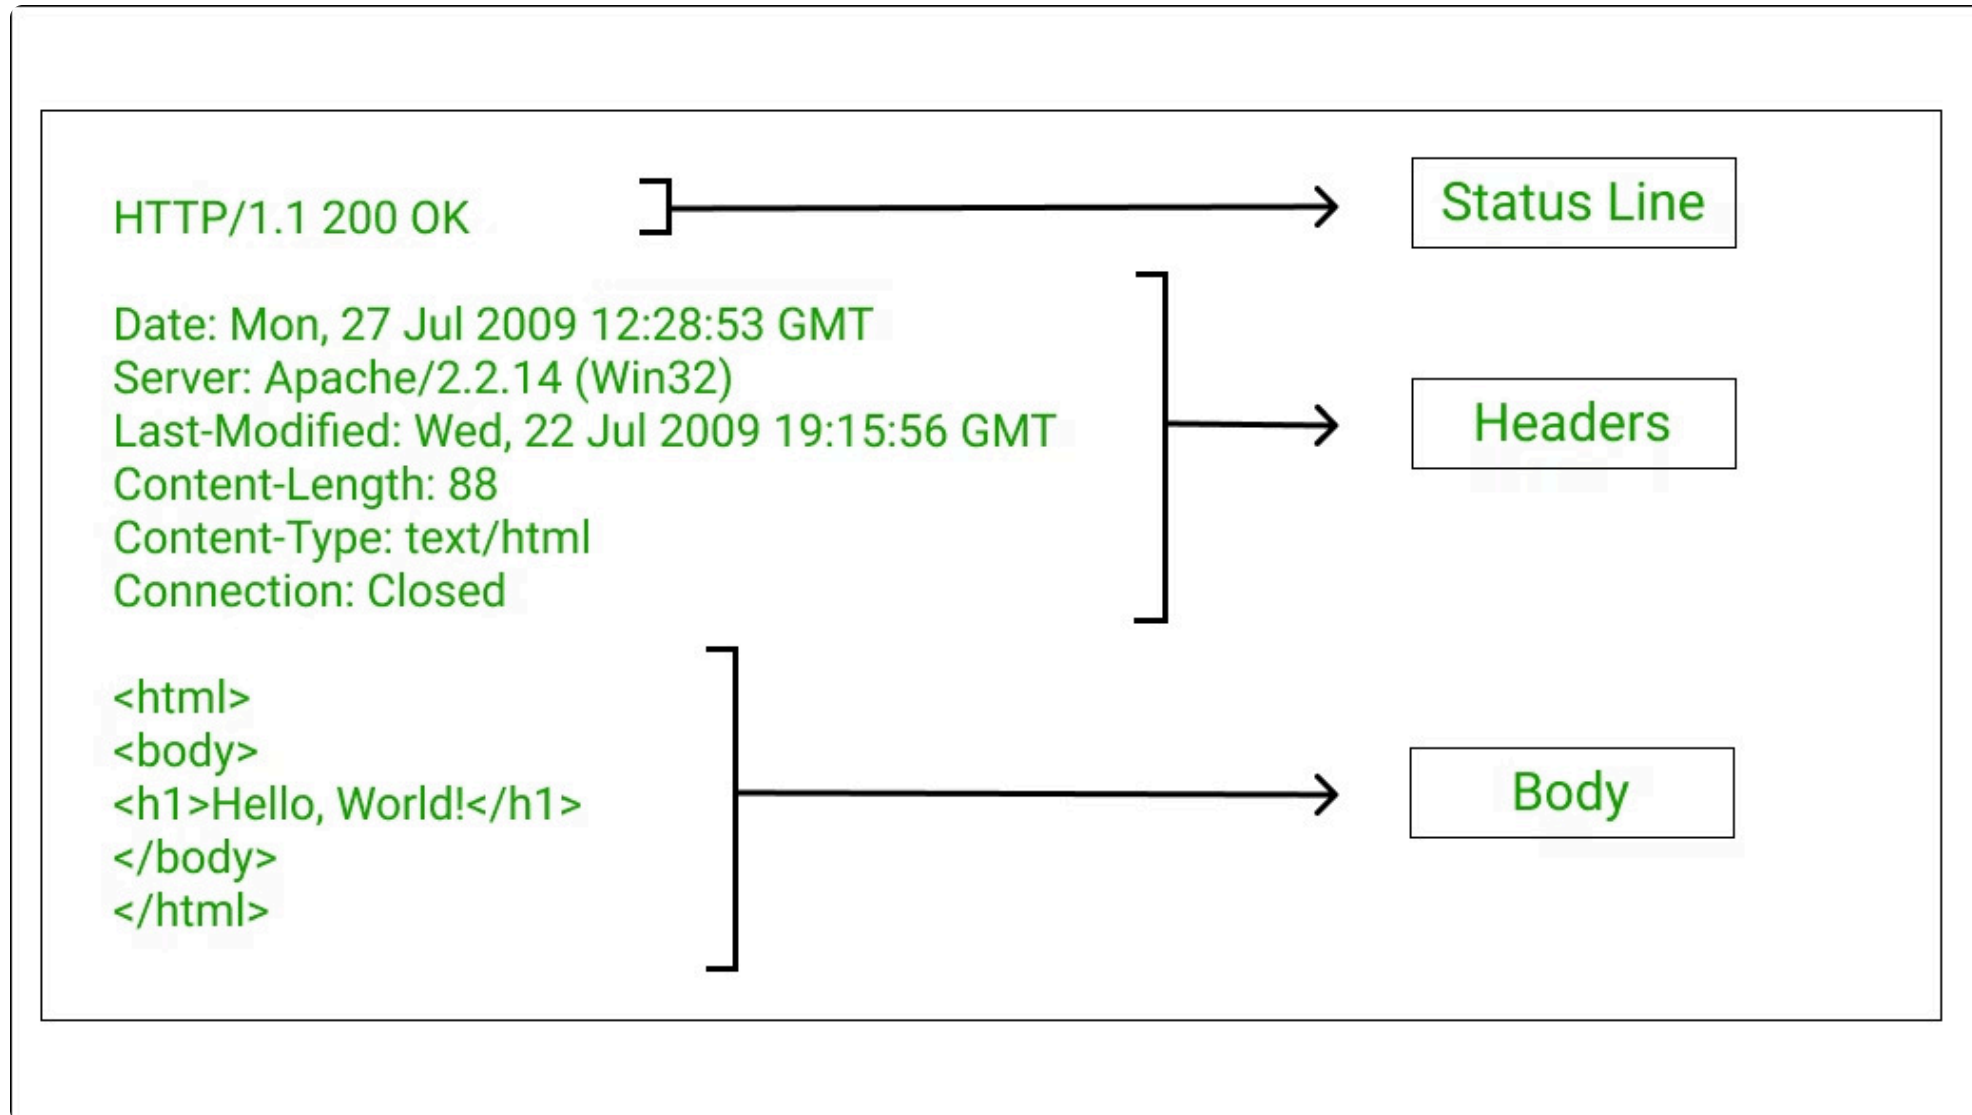 HTTP/1.1 200 OK
Status Line
Date: Mon, 27 Jul 2009 12:28:53 GMT
Server: Apache/2.2.14 (Win32)
Last-Modified: Wed, 22 Jul 2009 19:15:56 GMT
Content-Length: 88
Content-Type: text/html
Connection: Closed
Headers
<html>
<body>
<h1>Hello, World!</h1>
</body>
</html>
Body